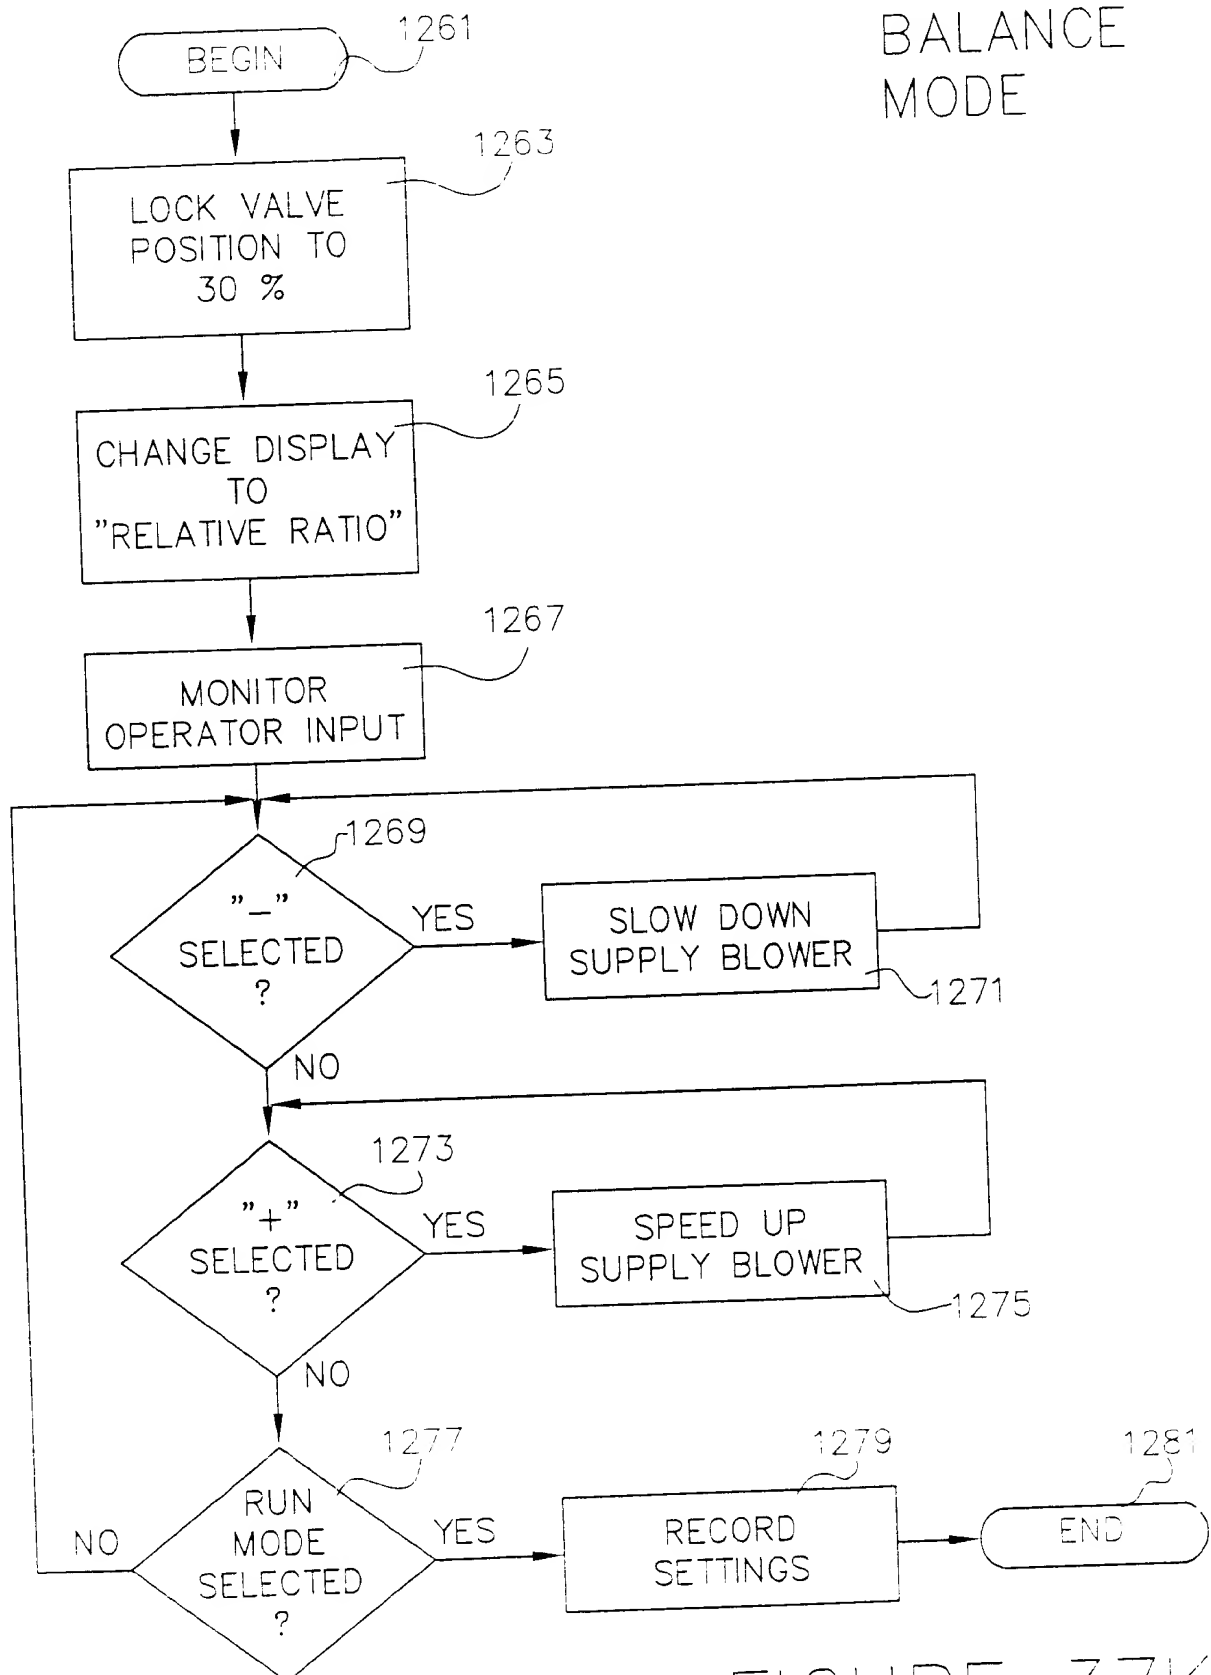 BALANCE
MODE
1261
BEGIN
1263
LOCK VALVE
POSITION TO
30 %
1265
CHANGE DISPLAY
TO
"RELATIVE RATIO"
1267
MONITOR
OPERATOR INPUT
1269
"–"
SELECTED
?
YES
SLOW DOWN
SUPPLY BLOWER
1271
NO
1273
"+"
SELECTED
?
YES
SPEED UP
SUPPLY BLOWER
1275
NO
1277
RUN
MODE
SELECTED
?
NO
YES
1279
RECORD
SETTINGS
1281
END
FIGURE 37K